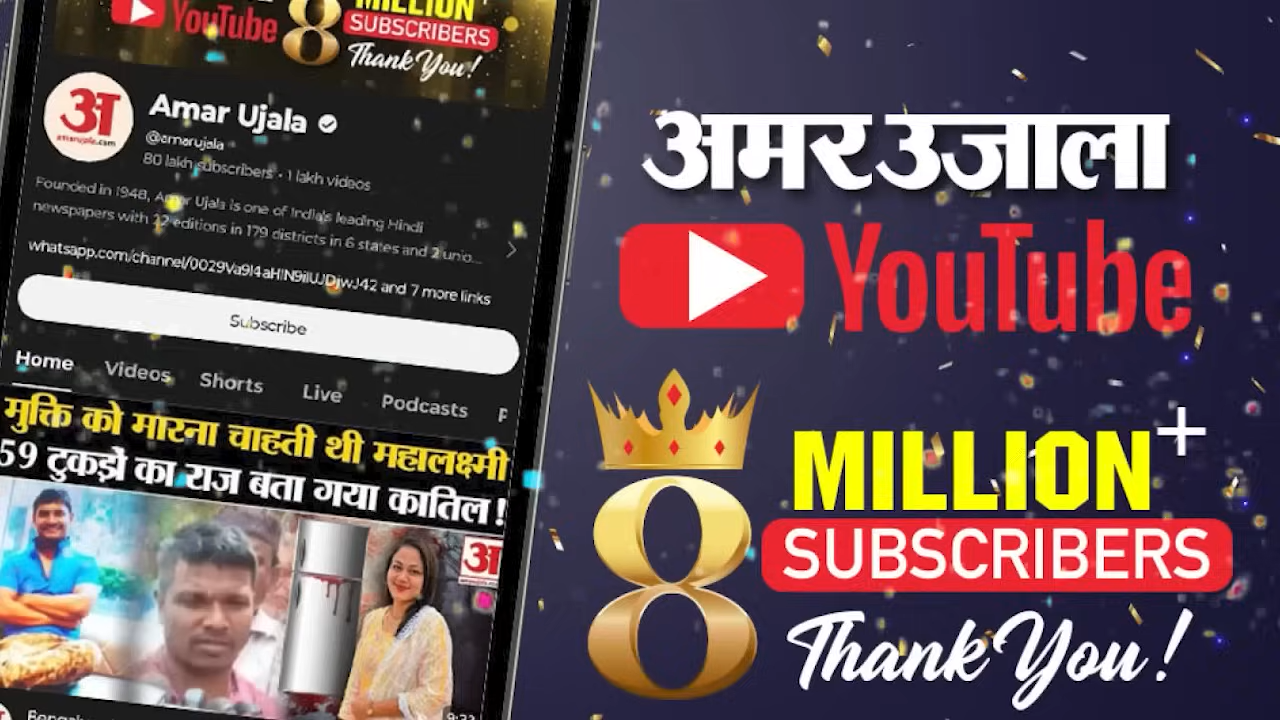 YouTube
8
MILLION+
SUBSCRIBERS
Thank You!
अ
amarujala.com
Amar Ujala
@amarujala
80 lakh subscribers • 1 lakh videos
Founded in 1948, Amar Ujala is one of India's leading Hindi
newspapers with 22 editions in 179 districts in 6 states and 2 unio...
and 7 more links
Subscribe
Home Videos Shorts Live Podcasts
मुक्ति को मारना चाहती थी महालक्ष्मी
59 टुकड़ों का राज बता गया कातिल!
अ
अमर उजाला
YouTube
8
MILLION+
SUBSCRIBERS
Thank You!